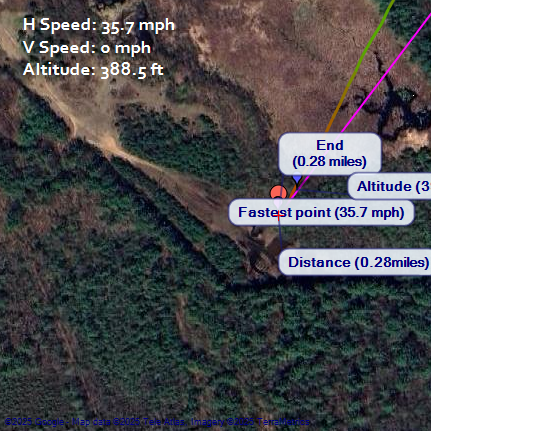 H Speed: 35.7 mph
V Speed: 0 mph
Altitude: 388.5 ft
End
(0.28 miles)
Altitude (3
Fastest point (35.7 mph)
Distance (0.28miles)